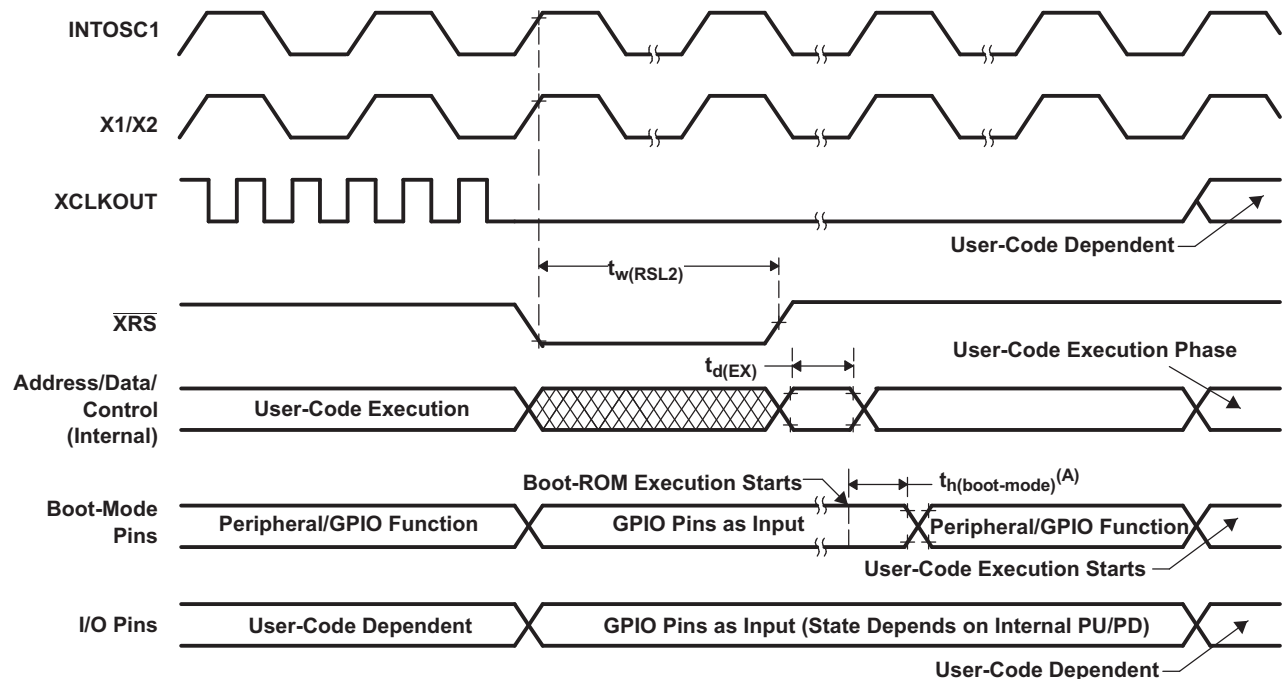 INTOSC1
X1/X2
XCLKOUT
User-Code Dependent
tw(RSL2)
XRS
User-Code Execution Phase
td(EX)
Address/Data/
Control
(Internal)
User-Code Execution
Boot-ROM Execution Starts
th(boot-mode)(A)
Boot-Mode
Pins
Peripheral/GPIO Function
GPIO Pins as Input
Peripheral/GPIO Function
User-Code Execution Starts
I/O Pins
User-Code Dependent
GPIO Pins as Input (State Depends on Internal PU/PD)
User-Code Dependent